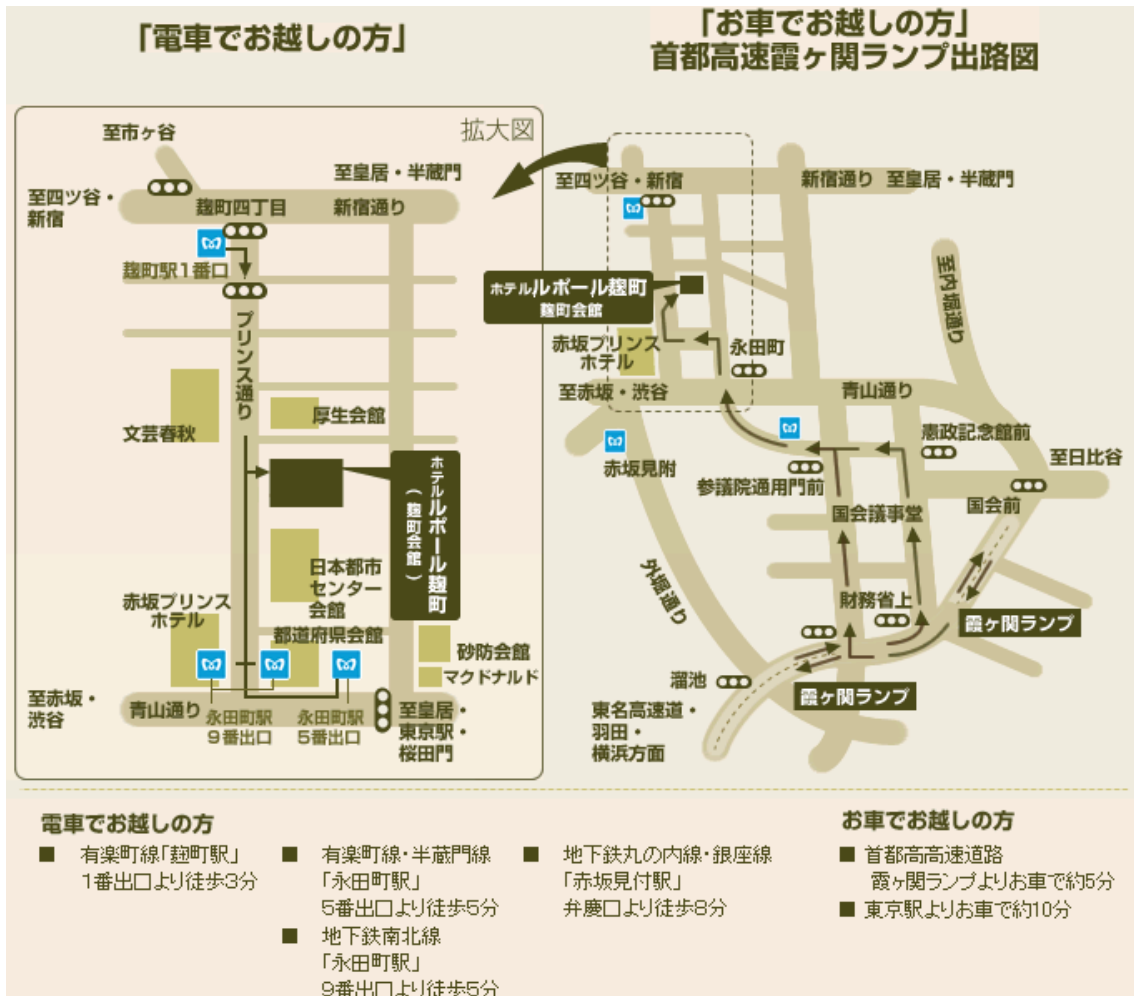 「電車でお越しの方」
「お車でお越しの方」
首都高速霞ヶ関ランプ出路図
拡大図
至市ヶ谷
至四ツ谷・
新宿
至皇居・半蔵門
麹町四丁目
新宿通り
麹町駅1番口
プリンス通り
文芸春秋
厚生会館
ホテルルポール麹町
（麹町会館）
日本都市
センター
会館
赤坂プリンス
ホテル
都道府県会館
砂防会館
マクドナルド
至赤坂・
渋谷
青山通り
永田町駅
9番出口
永田町駅
5番出口
至皇居・
東京駅・
桜田門
至四ツ谷・新宿
新宿通り
至皇居・半蔵門
至内堀通り
ホテルルポール麹町
麹町会館
赤坂プリンス
ホテル
永田町
至赤坂・渋谷
青山通り
赤坂見附
憲政記念館前
至日比谷
参議院通用門前
国会前
国会議事堂
外堀通り
財務省上
霞ヶ関ランプ
溜池
霞ヶ関ランプ
東名高速道・
羽田・
横浜方面
電車でお越しの方
■ 有楽町線「麹町駅」
1番出口より徒歩3分
■ 有楽町線・半蔵門線
「永田町駅」
5番出口より徒歩5分
■ 地下鉄南北線
「永田町駅」
9番出口より徒歩5分
■ 地下鉄丸の内線・銀座線
「赤坂見付駅」
弁慶口より徒歩8分
お車でお越しの方
■ 首都高高速道路
霞ヶ関ランプよりお車で約5分
■ 東京駅よりお車で約10分